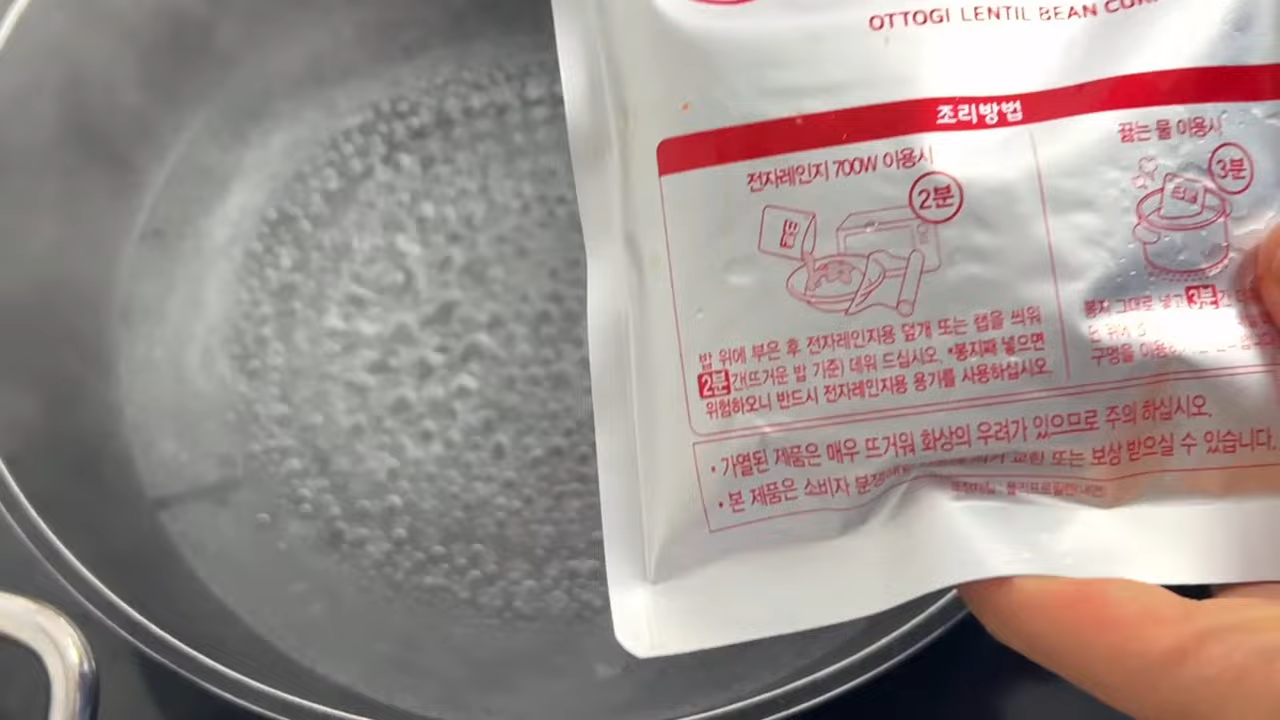 OTTOGI LENTIL BEAN
조리방법
전자레인지 700W 이용시
2분
밥 위에 부은 후 전자레인지용 덮개 또는 랩을 씌워
2분간(뜨거운 밥 기준) 데워 드십시오. *봉지째 넣으면
위험하오니 반드시 전자레인지용 용기를 사용하십시오.
끓는 물 이용시
3분
봉지 그대로 넣고 3분간
구멍을
• 가열된 제품은 매우 뜨거워 화상의 우려가 있으므로 주의 하십시오.
• 본 제품은 소비자 교환 또는 보상 받으실 수 있습니다.